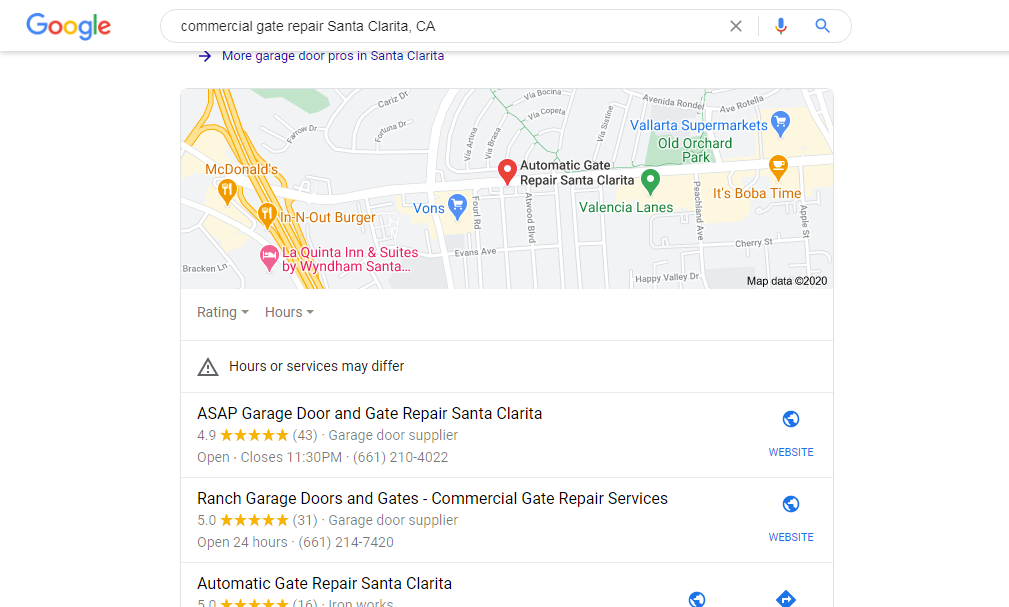 Google
commercial gate repair Santa Clarita, CA
More garage door pros in Santa Clarita
Cariz Dr
Farrow Dr
Fortuna Dr
Via Bocina
Via Copeta
Via Artina
Via Brasa
Via Sistine
Avenida Rondel
Ave Rotella
Vallarta Supermarkets
Old Orchard
Park
McDonald's
Automatic Gate
Repair Santa Clarita
It's Boba Time
Valencia Lanes
Vons
In-N-Out Burger
Fourl Rd
Atwood Blvd
Peachland Ave
Apple St
La Quinta Inn & Suites
by Wyndham Santa...
Evans Ave
Cherry St
Bracken Ln
Happy Valley Dr
Map data ©2020
Rating
Hours
Hours or services may differ
ASAP Garage Door and Gate Repair Santa Clarita
4.9 ★★★★★ (43) · Garage door supplier
Open · Closes 11:30PM · (661) 210-4022
WEBSITE
Ranch Garage Doors and Gates - Commercial Gate Repair Services
5.0 ★★★★★ (31) · Garage door supplier
Open 24 hours · (661) 214-7420
WEBSITE
Automatic Gate Repair Santa Clarita
5.0 ★★★★★ (16) · Iron works